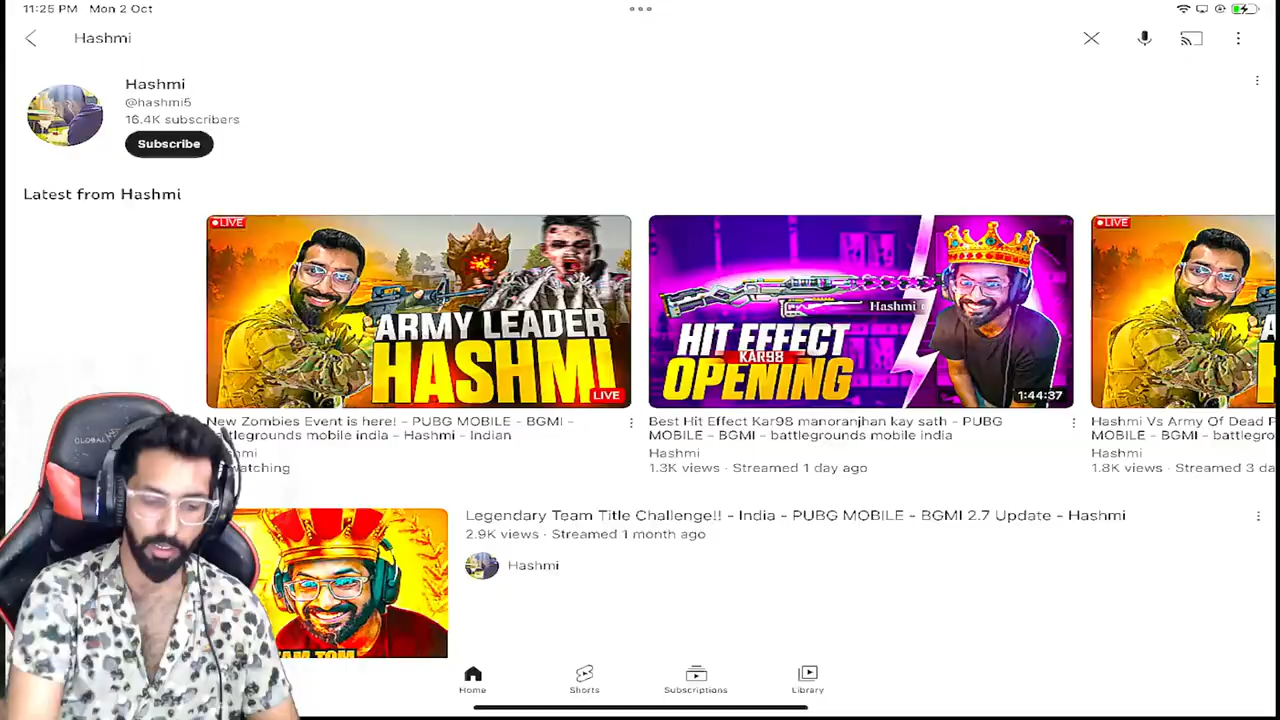 11:25 PM Mon 2 Oct
Hashmi
Hashmi
@hashmi5
16.4K subscribers
Subscribe
Latest from Hashmi
LIVE
ARMY LEADER
HASHMI
LIVE
New Zombies Event is here! - PUBG MOBILE - BGMI -
ttlegrounds mobile india - Hashmi - Indian
watching
Hashmi
HIT EFFECT
KAR98
OPENING
1:44:37
Best Hit Effect Kar98 manoranjhan kay sath - PUBG
MOBILE - BGMI - battlegrounds mobile india
Hashmi
1.3K views · Streamed 1 day ago
LIVE
Hashmi Vs Army Of Dead
MOBILE - BGMI - battlegro
Hashmi
1.8K views · Streamed 3 da
GLOBAL
Legendary Team Title Challenge!! - India - PUBG MOBILE - BGMI 2.7 Update - Hashmi
2.9K views · Streamed 1 month ago
Hashmi
Home
Shorts
Subscriptions
Library